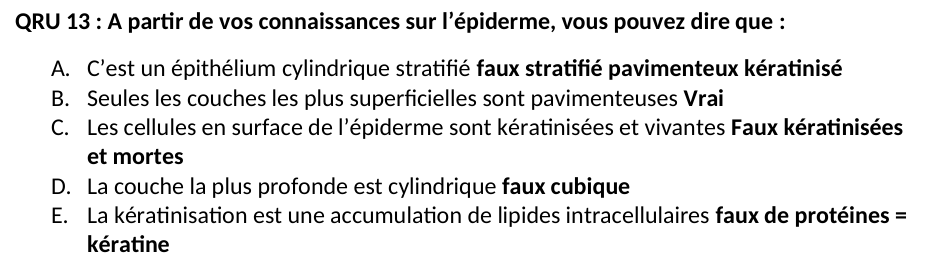 QRU 13 : A partir de vos connaissances sur l’épiderme, vous pouvez dire que :
A. C’est un épithélium cylindrique stratifié faux stratifié pavimenteux kératinisé
B. Seules les couches les plus superficielles sont pavimenteuses Vrai
C. Les cellules en surface de l’épiderme sont kératinisées et vivantes Faux kératinisées
et mortes
D. La couche la plus profonde est cylindrique faux cubique
E. La kératinisation est une accumulation de lipides intracellulaires faux de protéines =
kératine